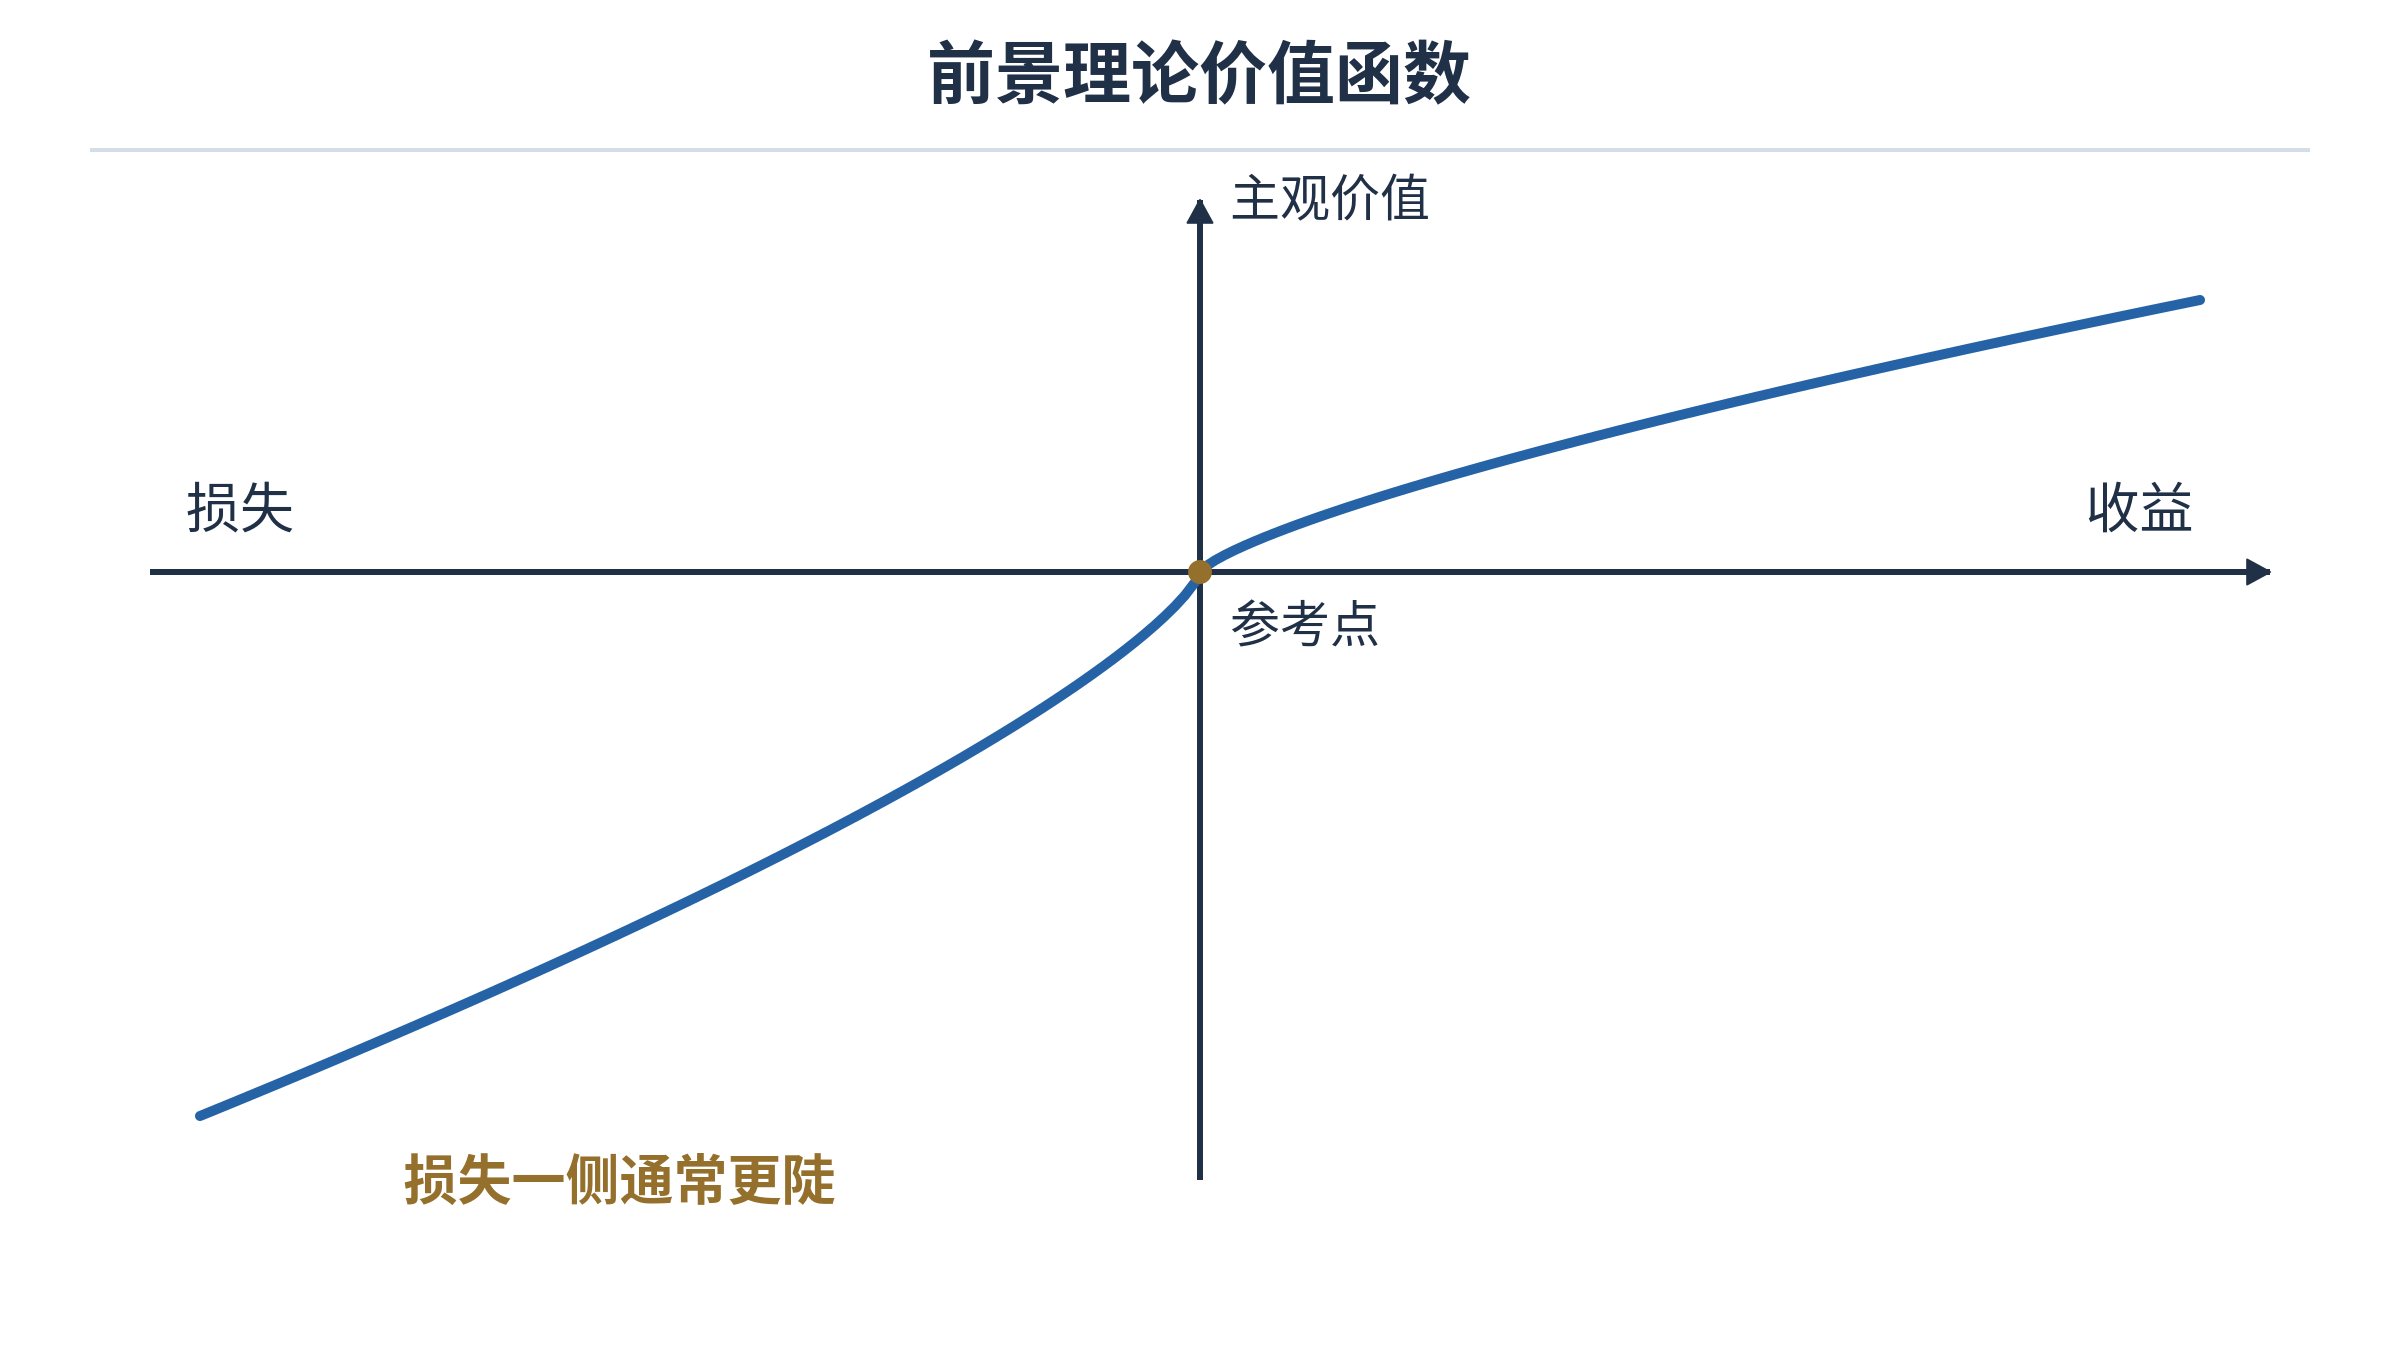 前景理论价值函数
主观价值
损失
收益
参考点
损失一侧通常更陡